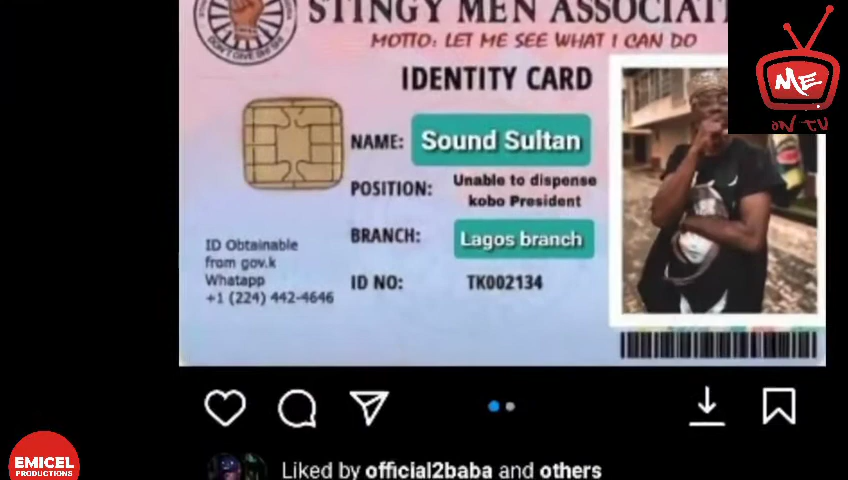 STINGY MEN ASSOCIATI
MOTTO: LET ME SEE WHAT I CAN DO
IDENTITY CARD
NAME: Sound Sultan
POSITION: Unable to dispense
kobo President
BRANCH: Lagos branch
ID NO: TK002134
ID Obtainable
from gov.k
Whatapp
+1 (224) 442-4646
ME
ON TV
EMICEL
PRODUCTIONS
Liked by official2baba and others